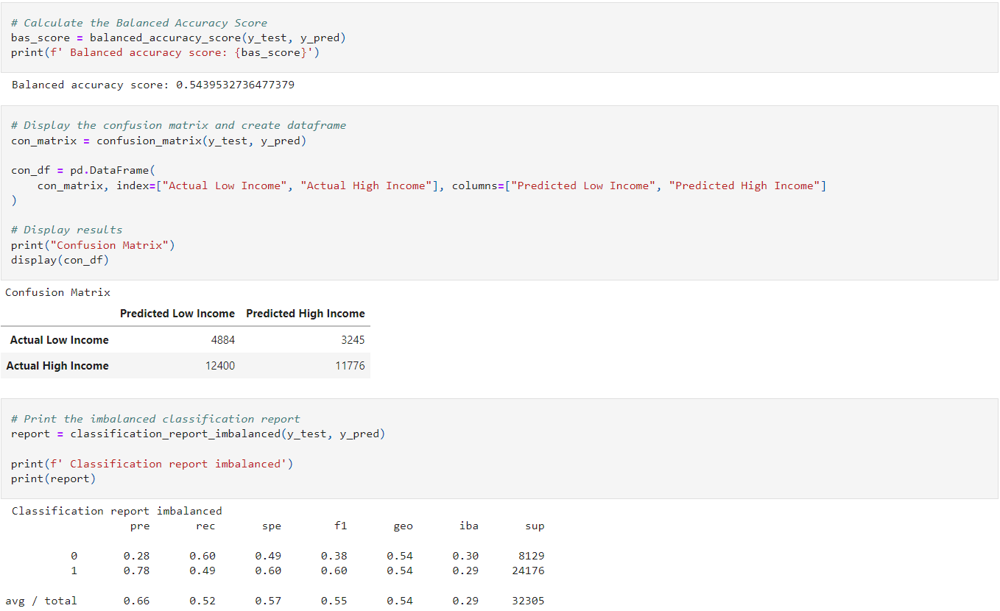 # Calculate the Balanced Accuracy Score
bas_score = balanced_accuracy_score(y_test, y_pred)
print(f' Balanced accuracy score: {bas_score}')
Balanced accuracy score: 0.5439532736477379
# Display the confusion matrix and create dataframe
con_matrix = confusion_matrix(y_test, y_pred)
con_df = pd.DataFrame(
con_matrix, index=["Actual Low Income", "Actual High Income"], columns=["Predicted Low Income", "Predicted High Income"]
)
# Display results
print("Confusion Matrix")
display(con_df)
Confusion Matrix
Predicted Low Income Predicted High Income
Actual Low Income 4884 3245
Actual High Income 12400 11776
# Print the imbalanced classification report
report = classification_report_imbalanced(y_test, y_pred)
print(f' Classification report imbalanced')
print(report)
Classification report imbalanced
pre rec spe f1 geo iba sup
0 0.28 0.60 0.49 0.38 0.54 0.30 8129
1 0.78 0.49 0.60 0.60 0.54 0.29 24176
avg / total 0.66 0.52 0.57 0.55 0.54 0.29 32305